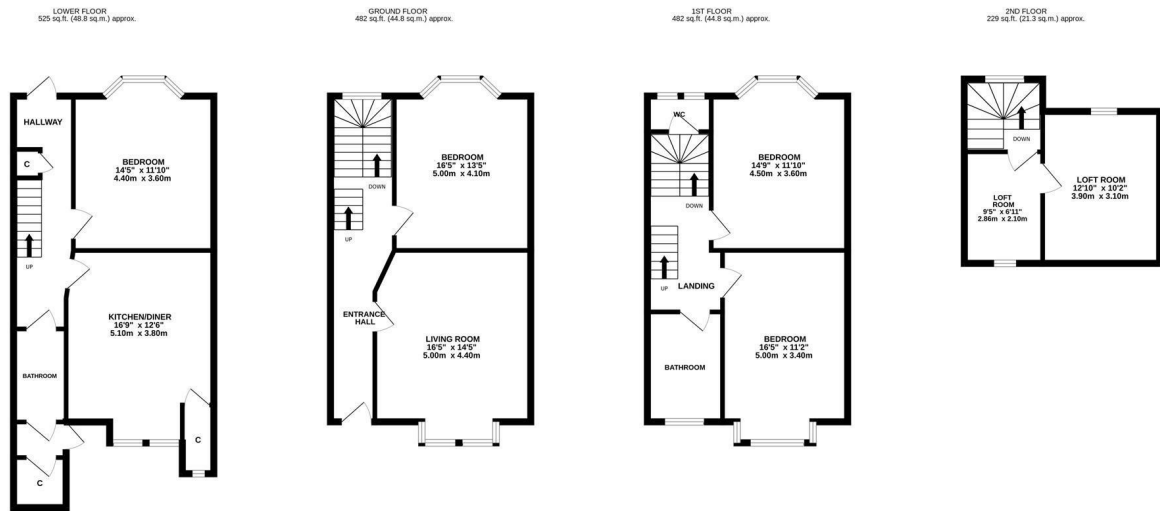 LOWER FLOOR
525 sq.ft. (48.8 sq.m.) approx.
HALLWAY
C
BEDROOM
14'5" x 11'10"
4.40m x 3.60m
UP
KITCHEN/DINER
16'9" x 12'6"
5.10m x 3.80m
BATHROOM
C
C
GROUND FLOOR
482 sq.ft. (44.8 sq.m.) approx.
BEDROOM
16'5" x 13'5"
5.00m x 4.10m
DOWN
UP
ENTRANCE
HALL
LIVING ROOM
16'5" x 14'5"
5.00m x 4.40m
1ST FLOOR
482 sq.ft. (44.8 sq.m.) approx.
WC
BEDROOM
14'9" x 11'10"
4.50m x 3.60m
DOWN
UP
LANDING
BEDROOM
16'5" x 11'2"
5.00m x 3.40m
BATHROOM
2ND FLOOR
229 sq.ft. (21.3 sq.m.) approx.
DOWN
LOFT ROOM
12'10" x 10'2"
3.90m x 3.10m
LOFT
ROOM
9'5" x 6'11"
2.86m x 2.10m